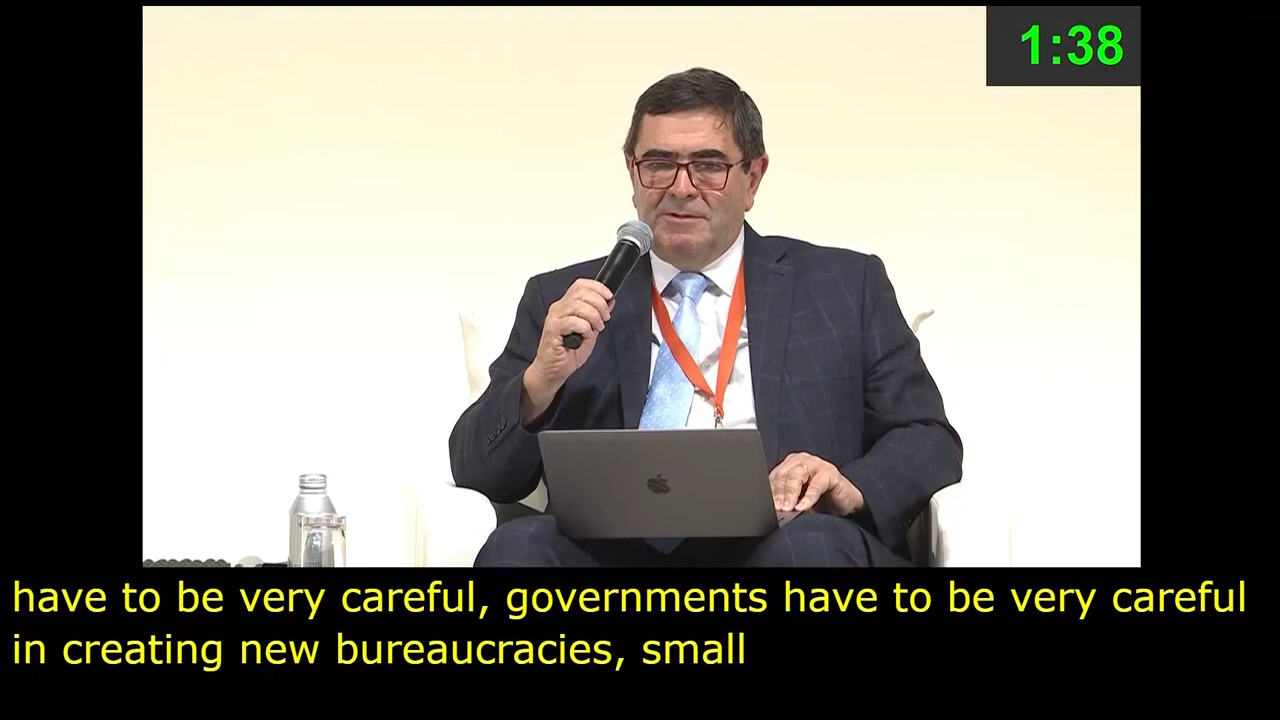 1:38
have to be very careful, governments have to be very careful
in creating new bureaucracies, small